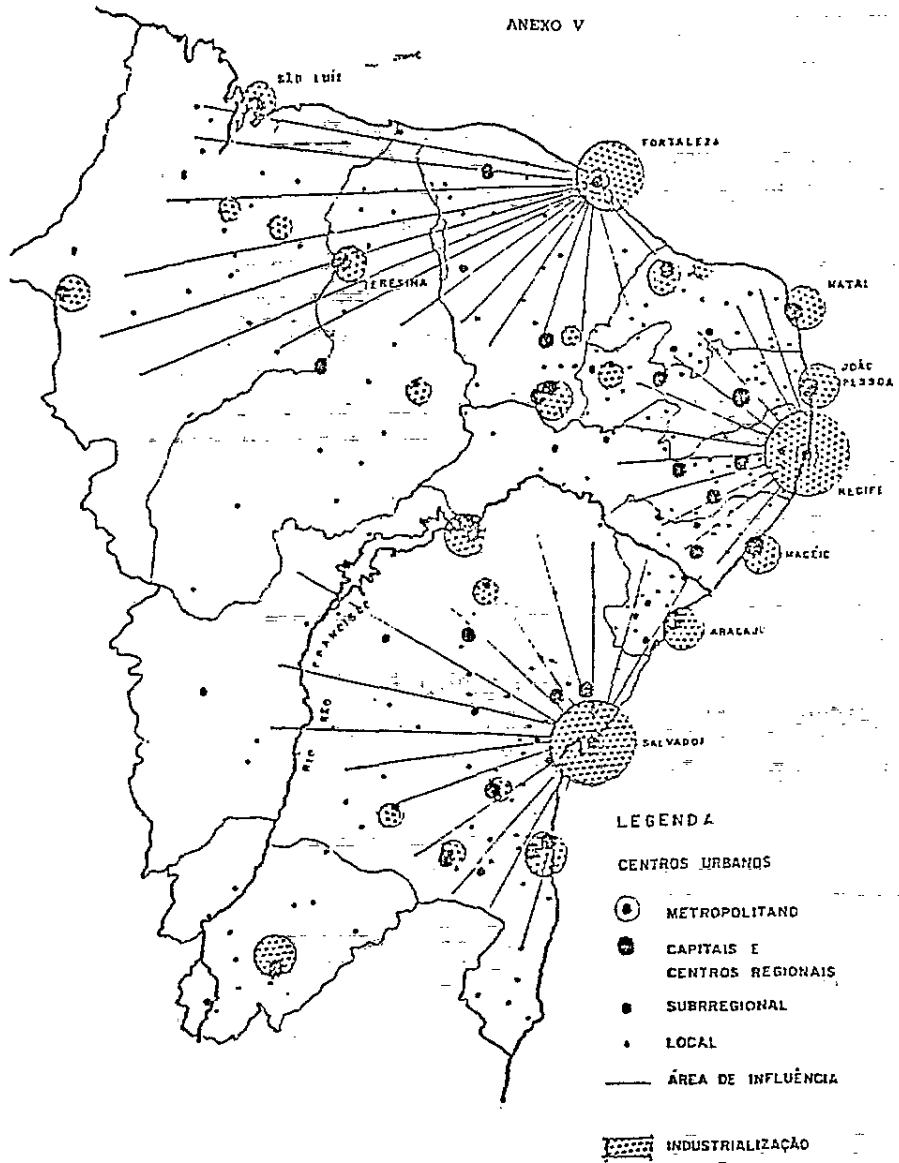 ANEXO V
SÃO LUÍS
FORTALEZA
TERESINA
NATAL
JOÃO
PESSOA
RECIFE
MACEIÓ
ARACAJU
RIO
SÃO
FRANCISCO
SALVADOR
LEGENDA
CENTROS URBANOS
METROPOLITANO
CAPITAIS E
CENTROS REGIONAIS
SUBRREGIONAL
LOCAL
ÁREA DE INFLUÊNCIA
INDUSTRIALIZAÇÃO